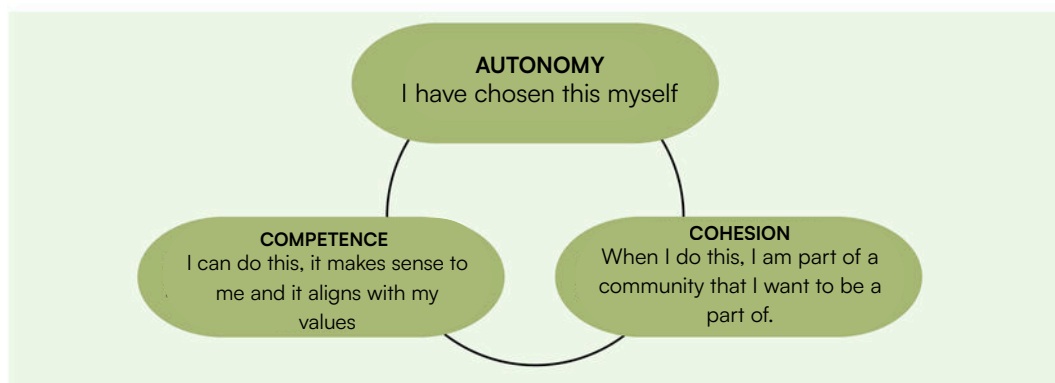 AUTONOMY
I have chosen this myself
COMPETENCE
I can do this, it makes sense to
me and it aligns with my
values
COHESION
When I do this, I am part of a
community that I want to be a
part of.